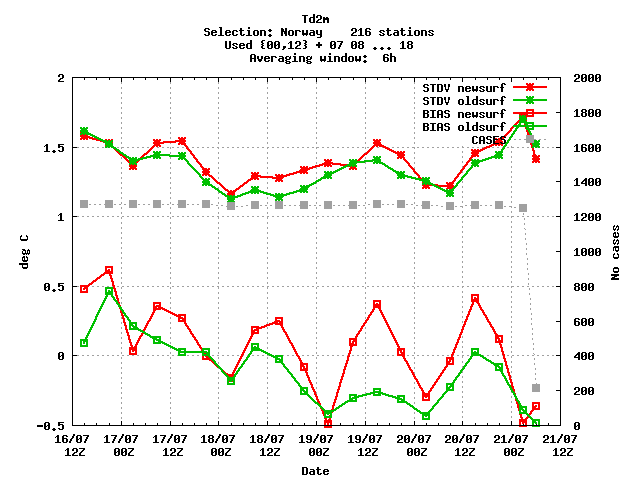 Td2m
Selection: Norway    216 stations
Used {00,12} + 07 08 ... 18
Averaging window:  6h
STDV newsurf
STDV oldsurf
BIAS newsurf
BIAS oldsurf
CASES
2
1.5
1
0.5
0
-0.5
deg C
2000
1800
1600
1400
1200
1000
800
600
400
200
0
No cases
16/07 17/07 17/07 18/07 18/07 19/07 19/07 20/07 20/07 21/07 21/07
12Z 00Z 12Z 00Z 12Z 00Z 12Z 00Z 12Z 00Z 12Z
Date